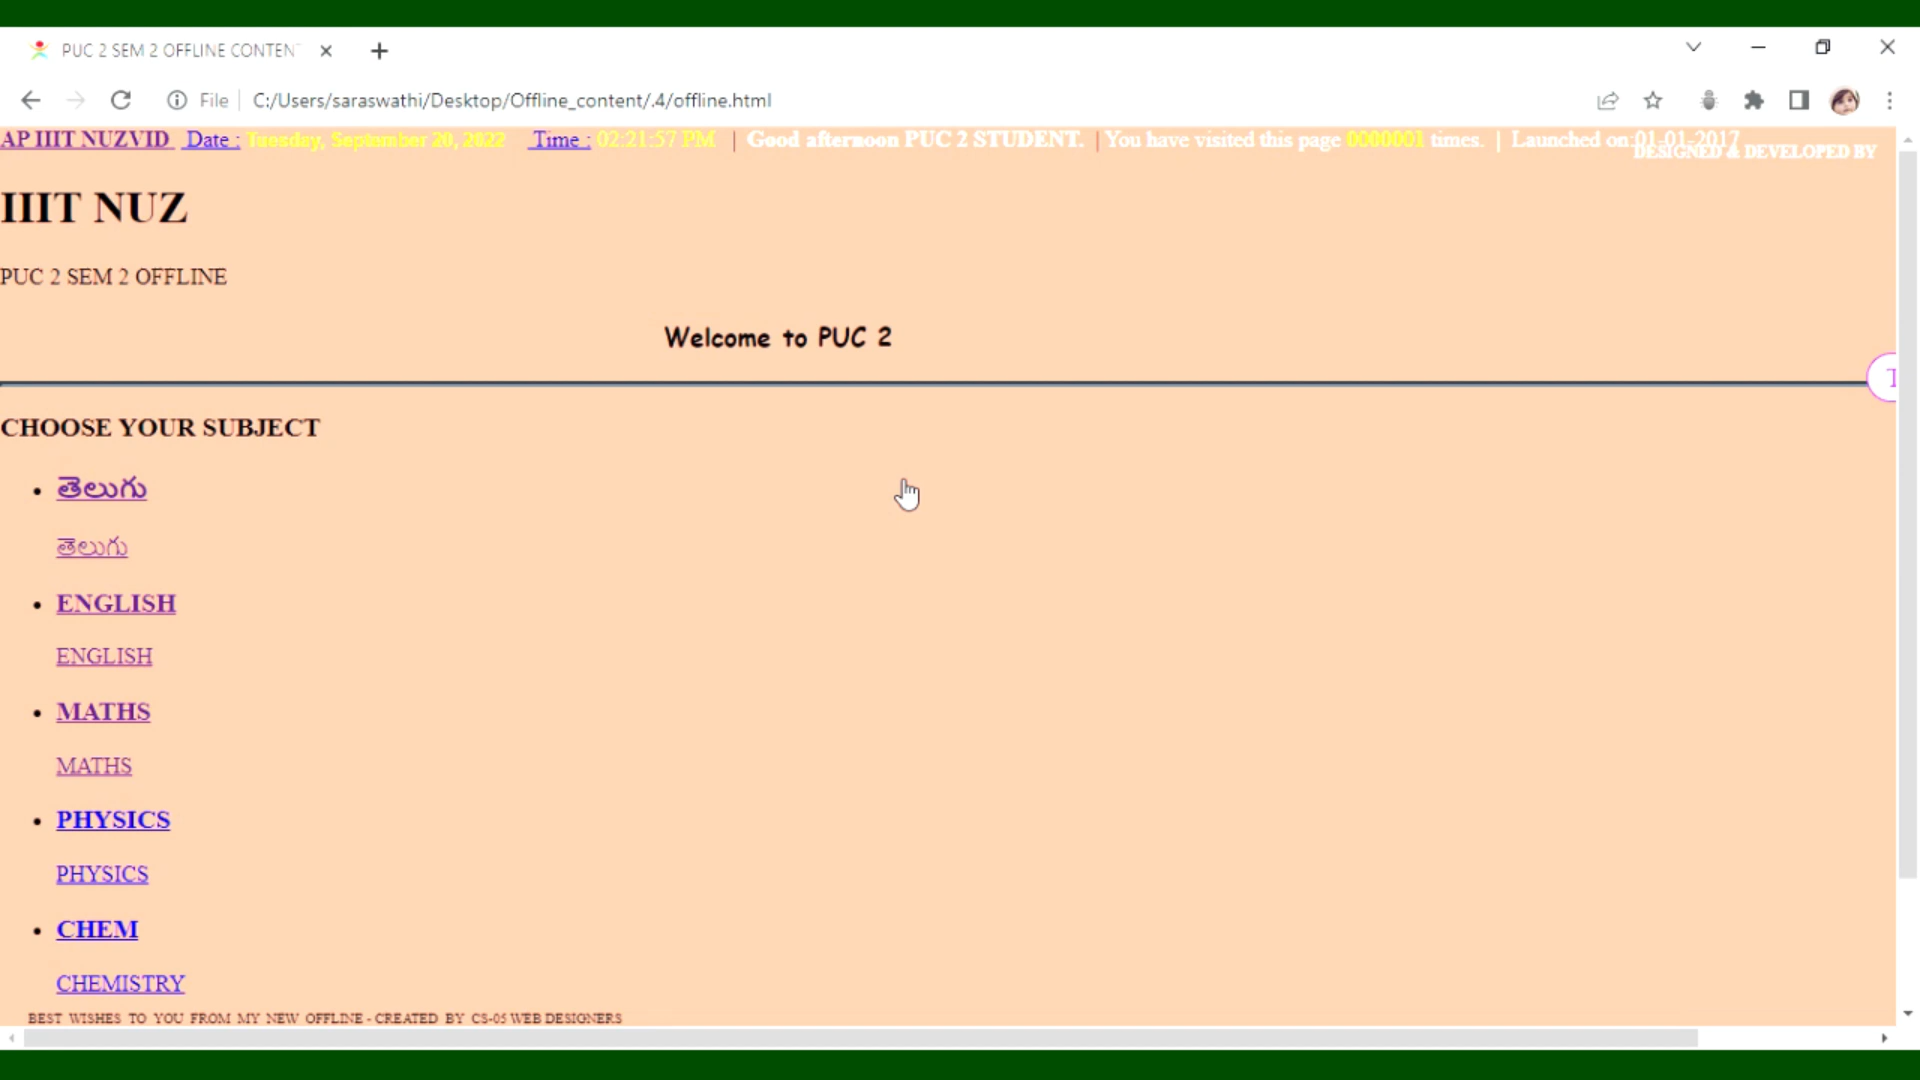 PUC 2 SEM 2 OFFLINE CONTENT
File C:/Users/saraswathi/Desktop/Offline_content/.4/offline.html
AP IIIT NUZVID Date : Tuesday, September 20, 2022 Time : 02:21:57 PM | Good afternoon PUC 2 STUDENT. | You have visited this page 0000001 times. | Launched on:01-01-2017
DESIGNED & DEVELOPED BY
IIIT NUZ
PUC 2 SEM 2 OFFLINE
Welcome to PUC 2
T
CHOOSE YOUR SUBJECT
తెలుగు
తెలుగు
ENGLISH
ENGLISH
MATHS
MATHS
PHYSICS
PHYSICS
CHEM
CHEMISTRY
BEST WISHES TO YOU FROM MY NEW OFFLINE - CREATED BY CS-05 WEB DESIGNERS